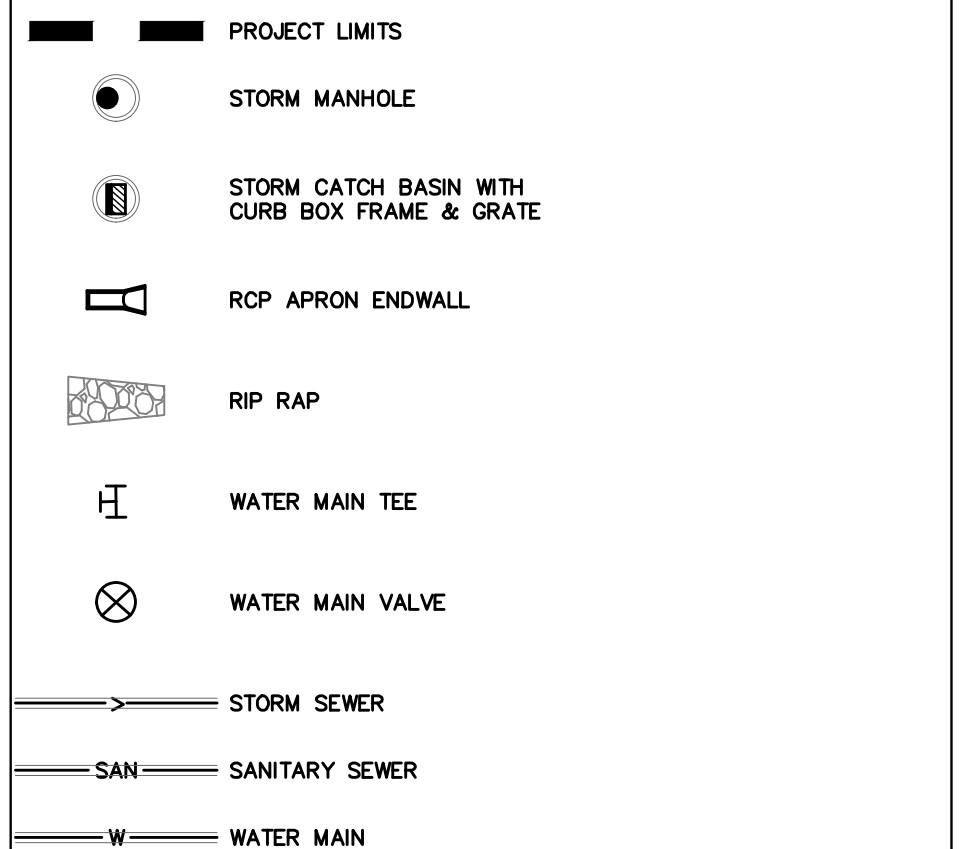 PROJECT LIMITS
STORM MANHOLE
STORM CATCH BASIN WITH
CURB BOX FRAME & GRATE
RCP APRON ENDWALL
RIP RAP
WATER MAIN TEE
WATER MAIN VALVE
> STORM SEWER
SAN SANITARY SEWER
W WATER MAIN